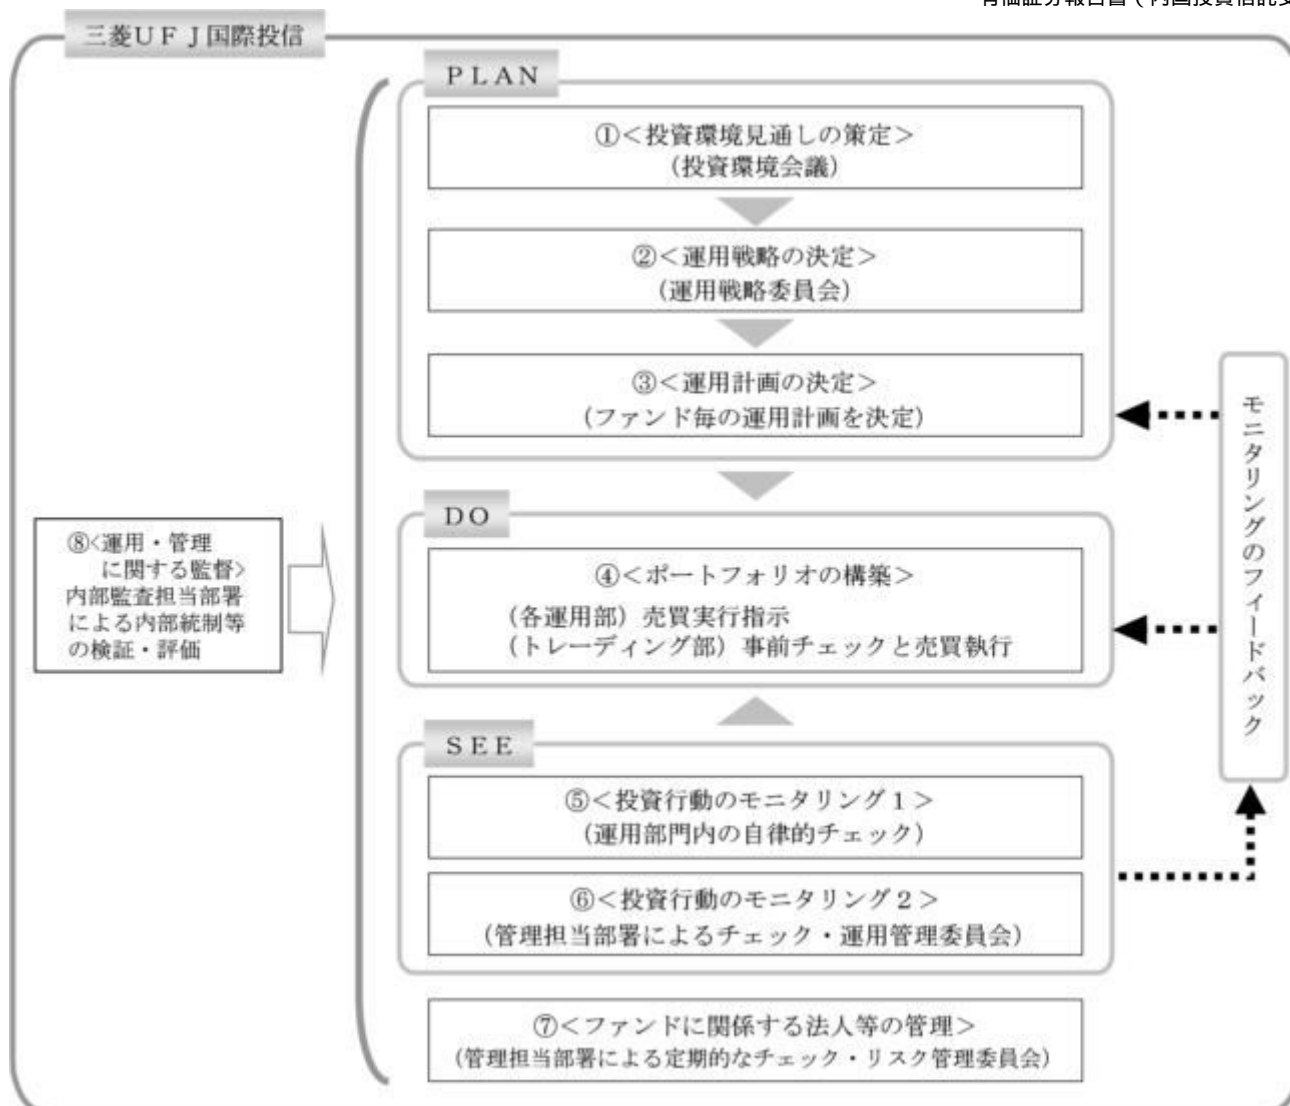 三菱ＵＦＪ国際投信
ＰＬＡＮ
①＜投資環境見通しの策定＞
（投資環境会議）
②＜運用戦略の決定＞
（運用戦略委員会）
③＜運用計画の決定＞
（ファンド毎の運用計画を決定）
ＤＯ
④＜ポートフォリオの構築＞
（各運用部）売買実行指示
（トレーディング部）事前チェックと売買執行
ＳＥＥ
⑤＜投資行動のモニタリング１＞
（運用部門内の自律的チェック）
⑥＜投資行動のモニタリング２＞
（管理担当部署によるチェック・運用管理委員会）
⑦＜ファンドに関係する法人等の管理＞
（管理担当部署による定期的なチェック・リスク管理委員会）
⑧<運用・管理
に関する監督>
内部監査担当部署
による内部統制等
の検証・評価
モニタリングのフィードバック